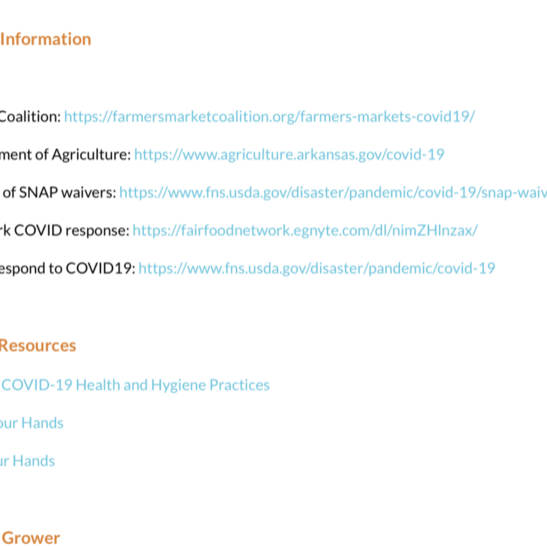 Information
Coalition: https://farmersmarketcoalition.org/farmers-markets-covid19/
ment of Agriculture: https://www.agriculture.arkansas.gov/covid-19
of SNAP waivers: https://www.fns.usda.gov/disaster/pandemic/covid-19/snap-waiv
rk COVID response: https://fairfoodnetwork.egnyte.com/dl/nimZHlnzax/
espond to COVID19: https://www.fns.usda.gov/disaster/pandemic/covid-19
Resources
COVID-19 Health and Hygiene Practices
our Hands
ur Hands
Grower